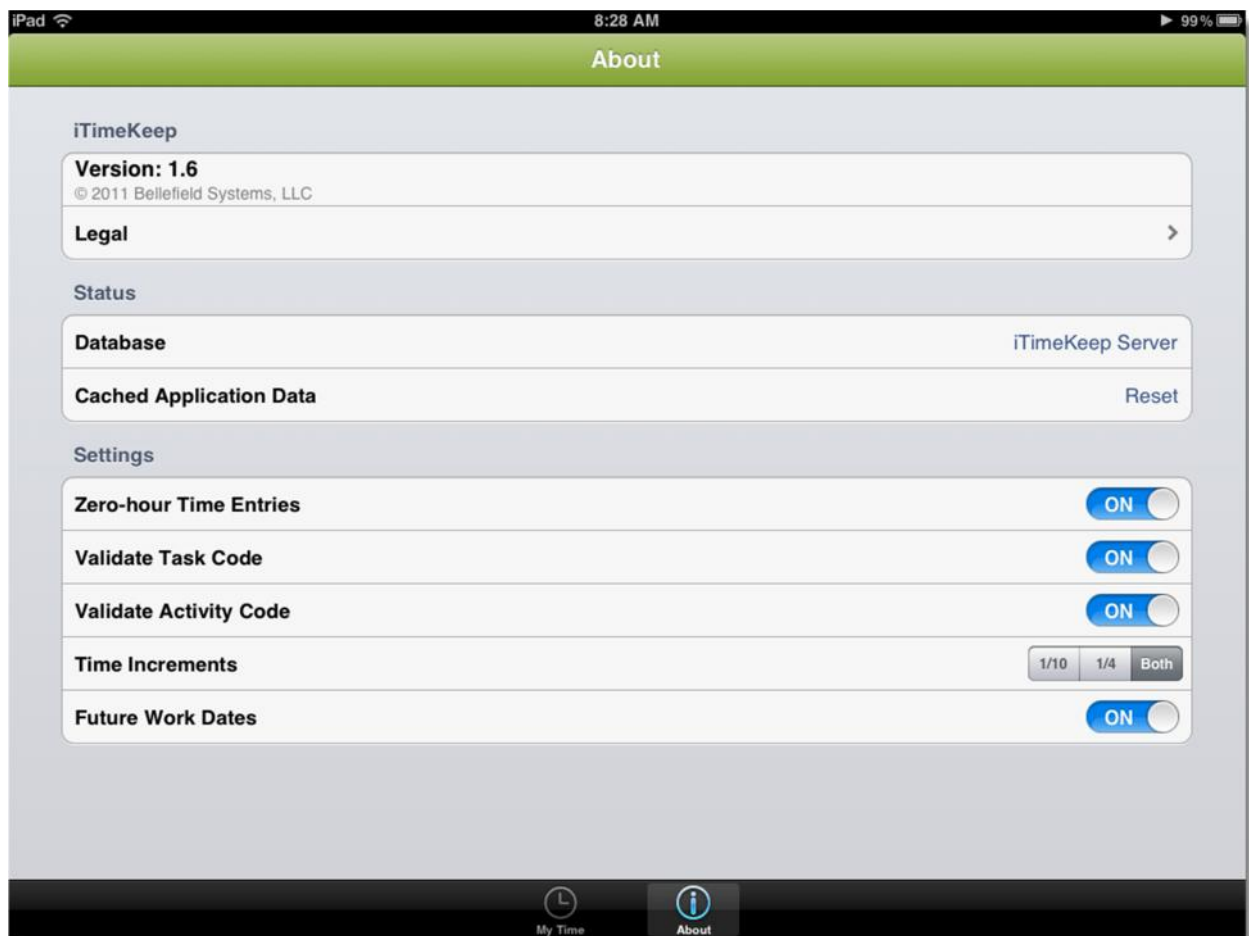 iPad 8:28 AM 99%
About
iTimeKeep
Version: 1.6
© 2011 Bellefield Systems, LLC
Legal
Status
Database iTimeKeep Server
Cached Application Data Reset
Settings
Zero-hour Time Entries ON
Validate Task Code ON
Validate Activity Code ON
Time Increments 1/10 1/4 Both
Future Work Dates ON
My Time About